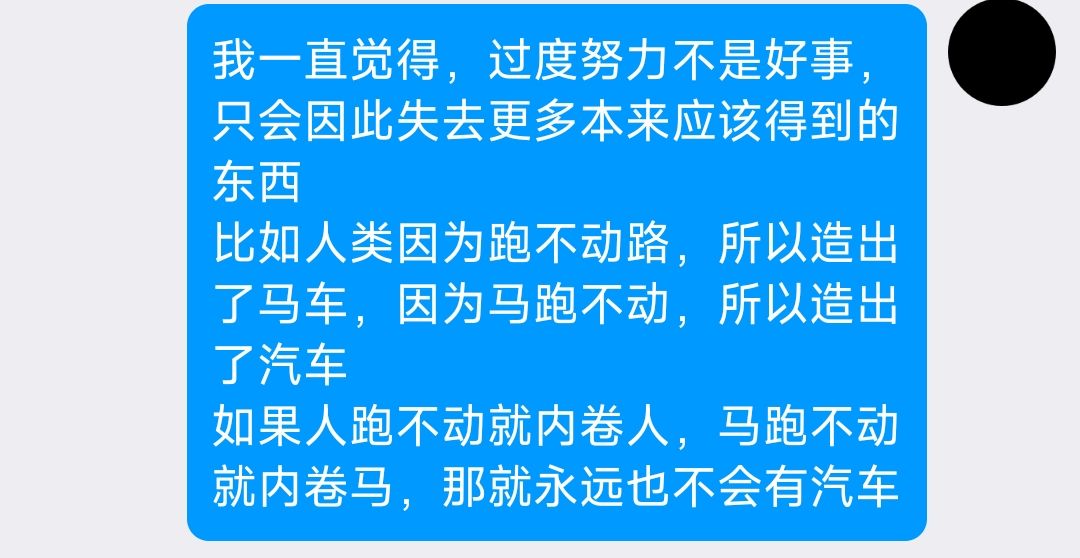 我一直觉得，过度努力不是好事，
只会因此失去更多本来应该得到的
东西
比如人类因为跑不动路，所以造出
了马车，因为马跑不动，所以造出
了汽车
如果人跑不动就内卷人，马跑不动
就内卷马，那就永远也不会有汽车